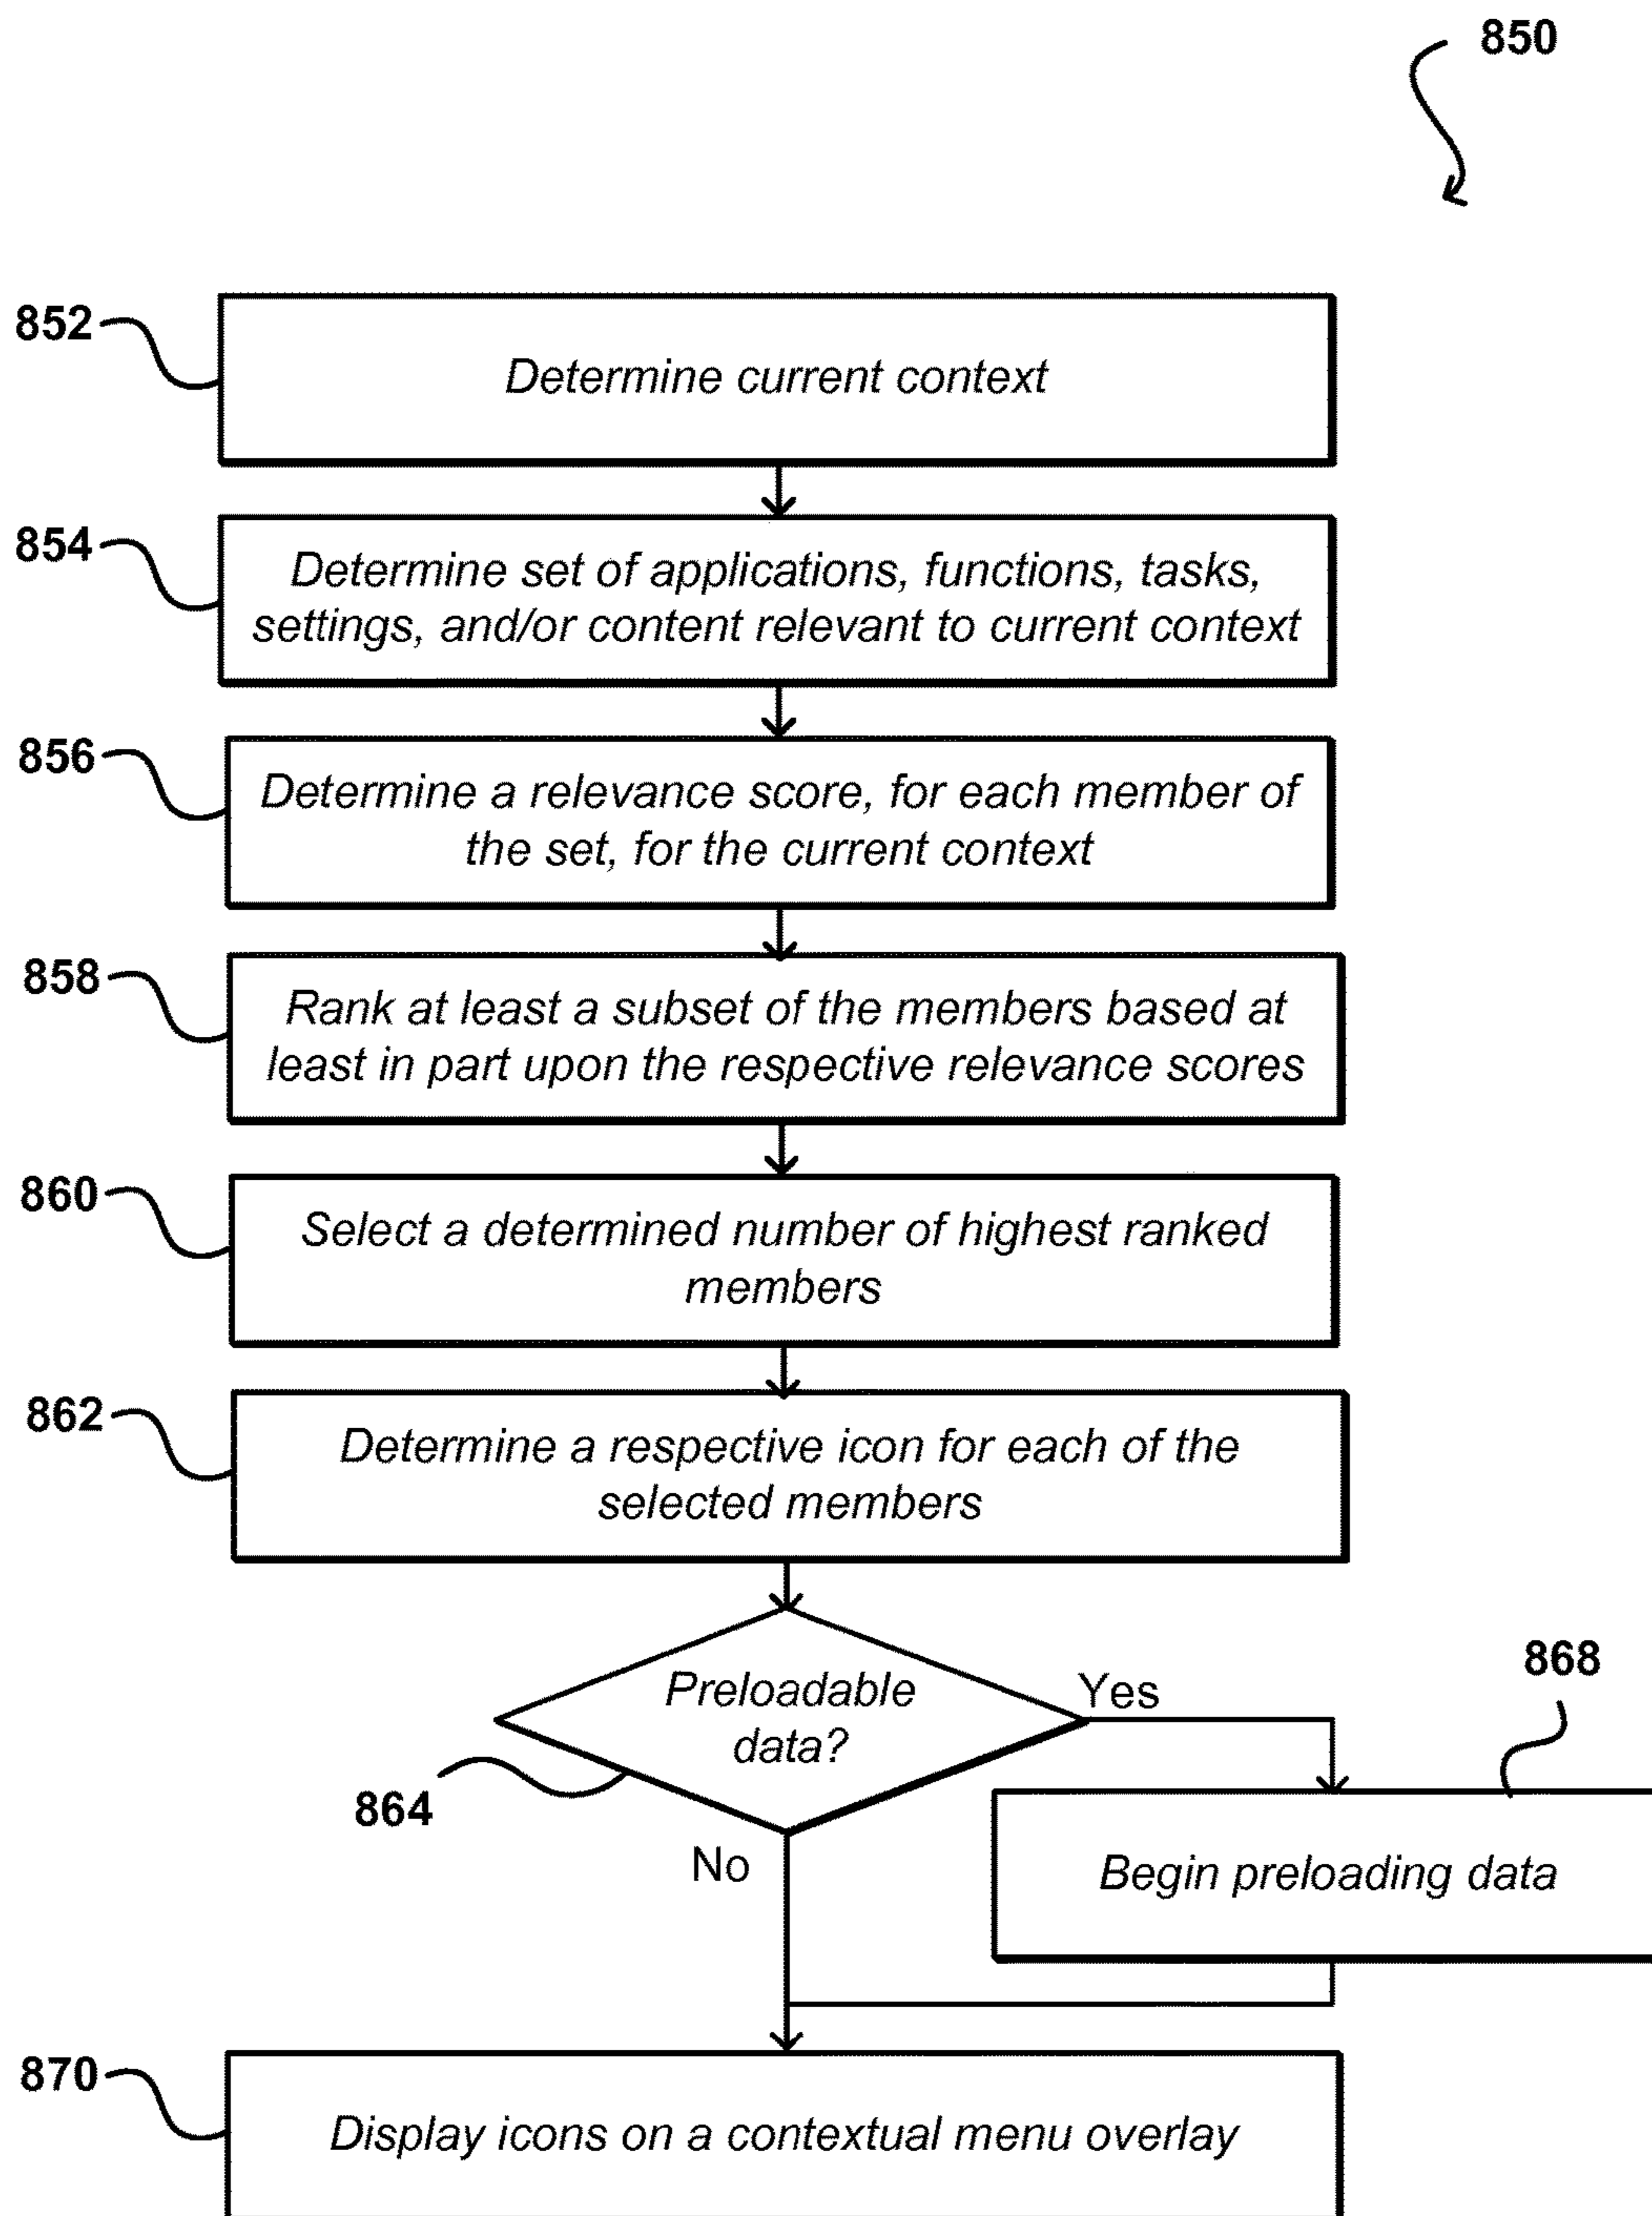 850
852
Determine current context
854
Determine set of applications, functions, tasks,
settings, and/or content relevant to current context
856
Determine a relevance score, for each member of
the set, for the current context
858
Rank at least a subset of the members based at
least in part upon the respective relevance scores
860
Select a determined number of highest ranked
members
862
Determine a respective icon for each of the
selected members
Preloadable
data?
Yes
868
864
No
Begin preloading data
870
Display icons on a contextual menu overlay